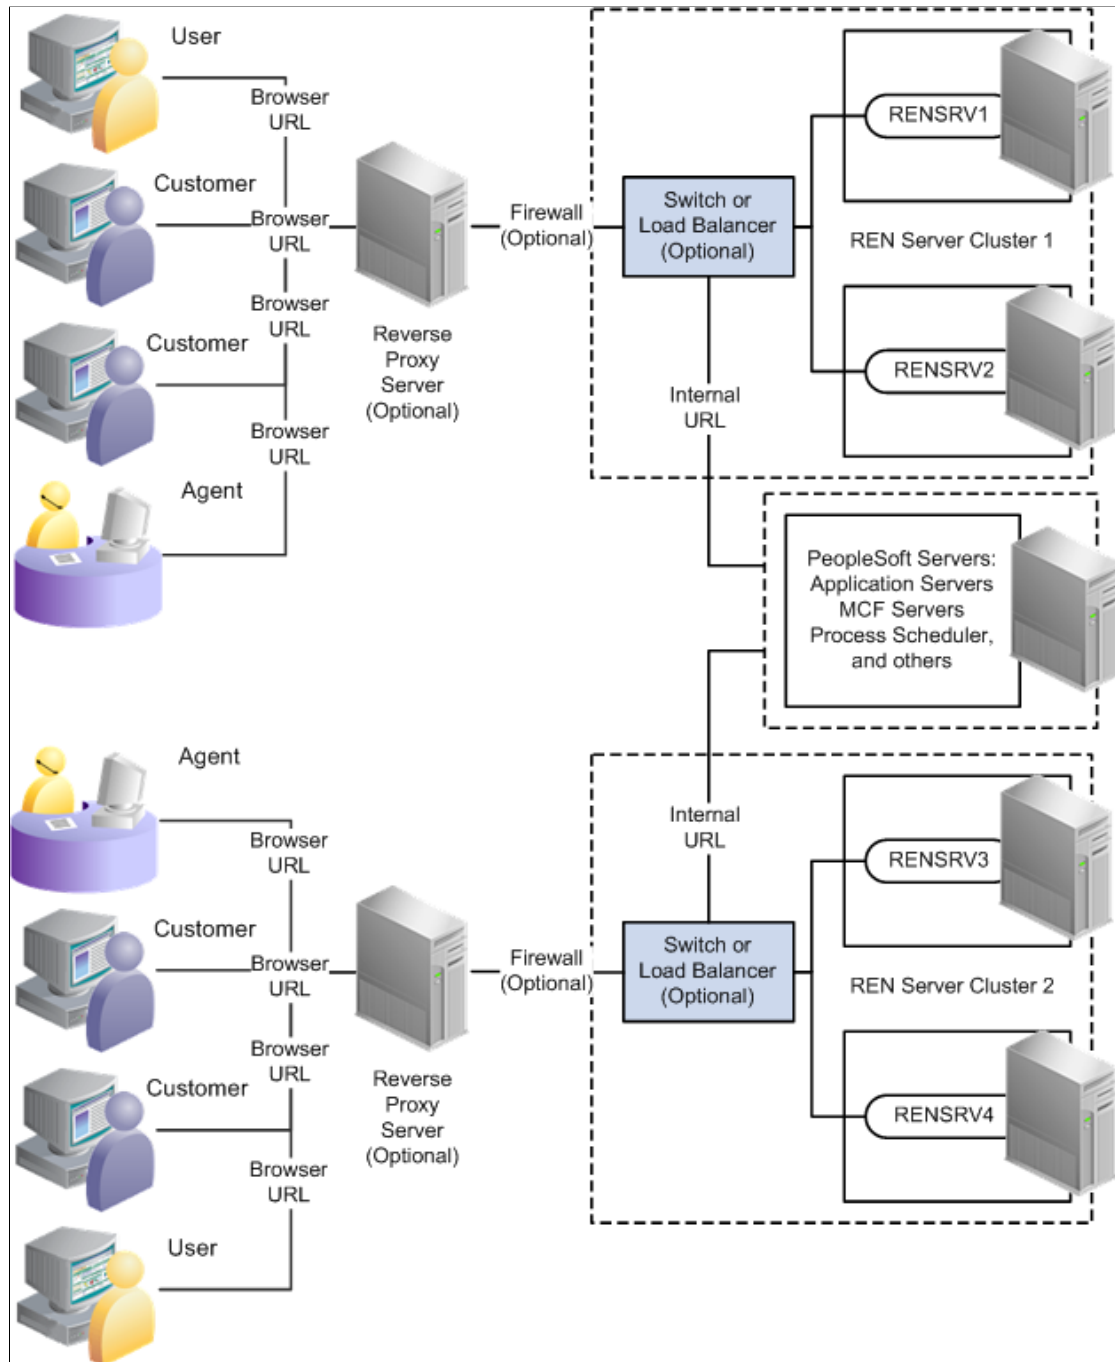 User
Browser
URL
Customer
Browser
URL
Browser
URL
Customer
Browser
URL
Agent
Reverse
Proxy
Server
(Optional)
Firewall
(Optional)
Switch or
Load Balancer
(Optional)
RENSRV1
REN Server Cluster 1
RENSRV2
Internal
URL
PeopleSoft Servers:
Application Servers
MCF Servers
Process Scheduler,
and others
Agent
Browser
URL
Customer
Browser
URL
Browser
URL
Customer
Browser
URL
User
Reverse
Proxy
Server
(Optional)
Firewall
(Optional)
Internal
URL
Switch or
Load Balancer
(Optional)
RENSRV3
REN Server Cluster 2
RENSRV4